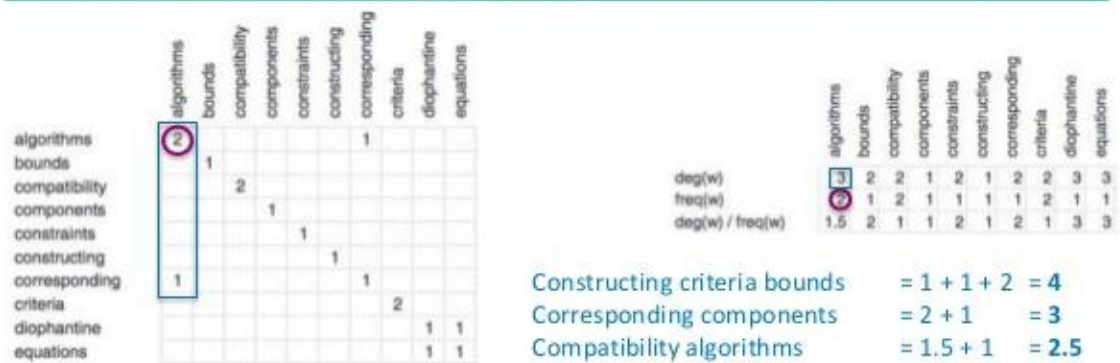 algorithms bounds compatibility components constraints constructing corresponding criteria diophantine equations
algorithms 2 1
bounds 1
compatibility 2
components 1
constraints 1
constructing 1
corresponding 1 1
criteria 2
diophantine 1 1
equations 1 1
algorithms bounds compatibility components constraints constructing corresponding criteria diophantine equations
deg(w) 3 2 2 1 2 1 2 2 3 3
freq(w) 2 1 2 1 1 1 1 2 1 1
deg(w) / freq(w) 1.5 2 1 1 2 1 2 1 3 3
Constructing criteria bounds = 1 + 1 + 2 = 4
Corresponding components = 2 + 1 = 3
Compatibility algorithms = 1.5 + 1 = 2.5